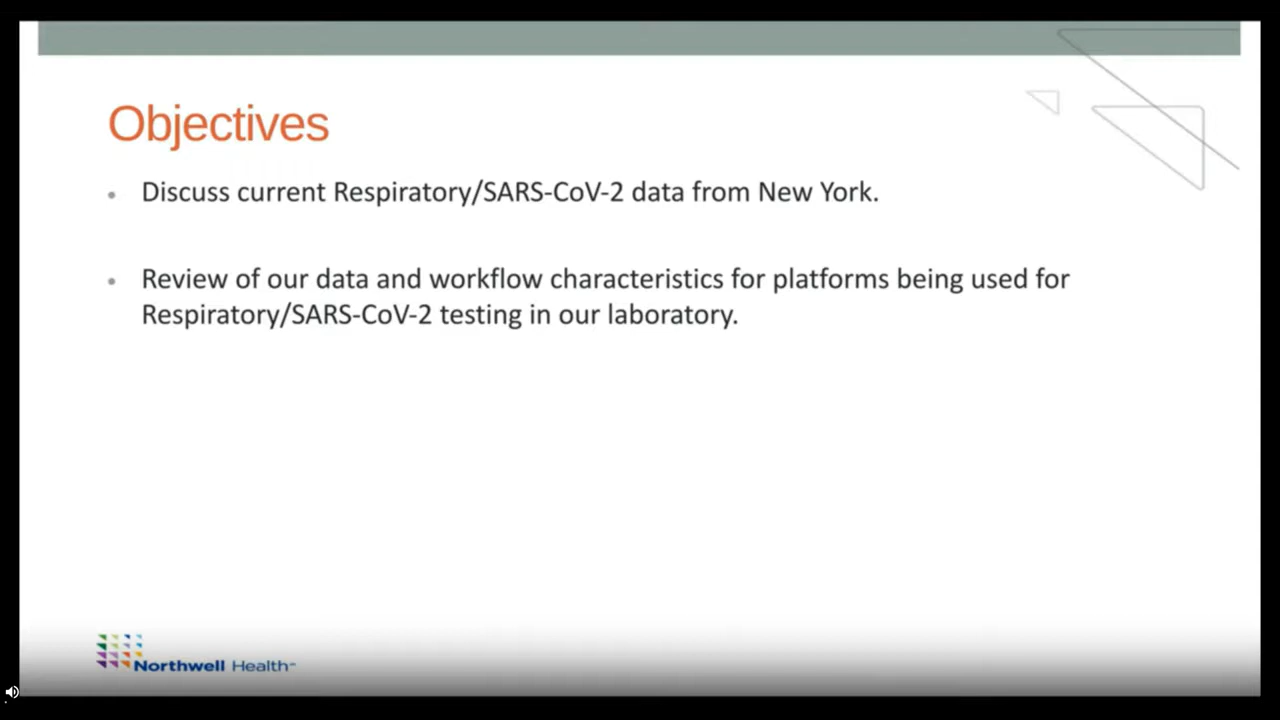 Objectives
• Discuss current Respiratory/SARS-CoV-2 data from New York.
• Review of our data and workflow characteristics for platforms being used for
Respiratory/SARS-CoV-2 testing in our laboratory.
Northwell Health℠